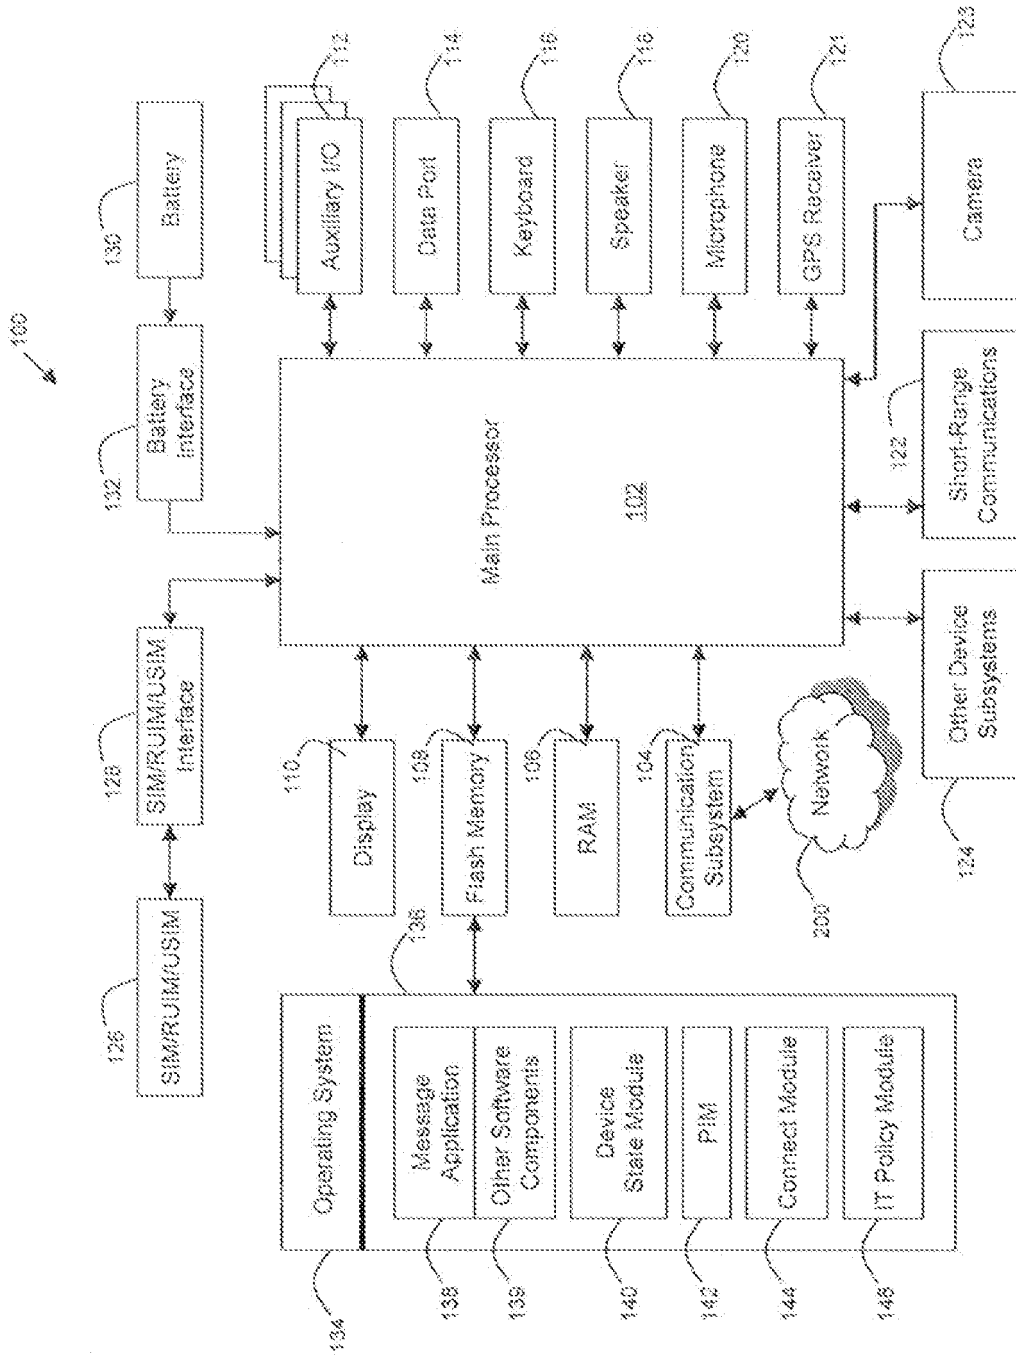 100
126
SIM/RUIM/USIM
128
SIM/RUIM/USIM
Interface
132
Battery
Interface
130
Battery
134
Operating System
136
138
Message
Application
139
Other Software
Components
140
Device
State Module
142
PIM
144
Connect Module
146
IT Policy Module
110
Display
108
Flash Memory
106
RAM
104
Communication
Subsystem
200
Network
Main Processor
102
Auxiliary I/O
112
Data Port
114
Keyboard
116
Speaker
118
Microphone
120
GPS Receiver
121
124
Other Device
Subsystems
122
Short-Range
Communications
Camera
123